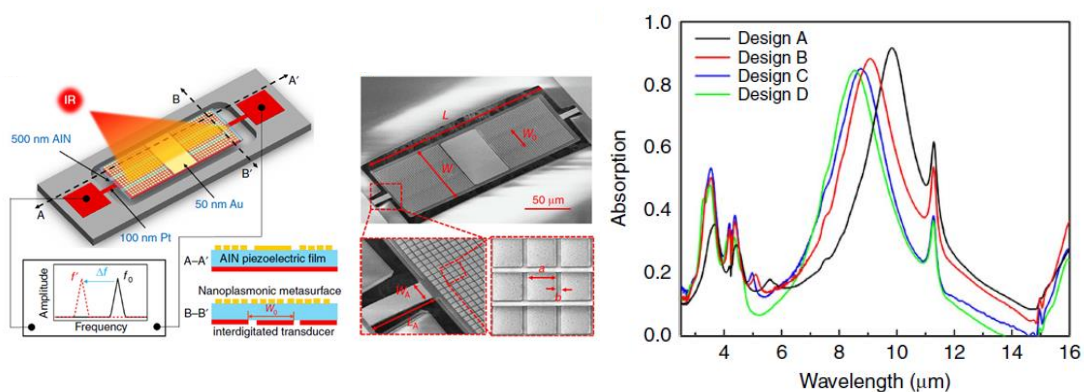 IR
A'
B
500 nm AlN
B'
A
50 nm Au
100 nm Pt
Amplitude
f'
Δf
f₀
Frequency
A–A'
AlN piezoelectric film
Nanoplasmonic metasurface
B–B'
W₀
interdigitated transducer
L
W₀
W
50 μm
W_A
L_A
a
b
1.0
0.8
0.6
0.4
0.2
0.0
Absorption
Design A
Design B
Design C
Design D
4 6 8 10 12 14 16
Wavelength (μm)